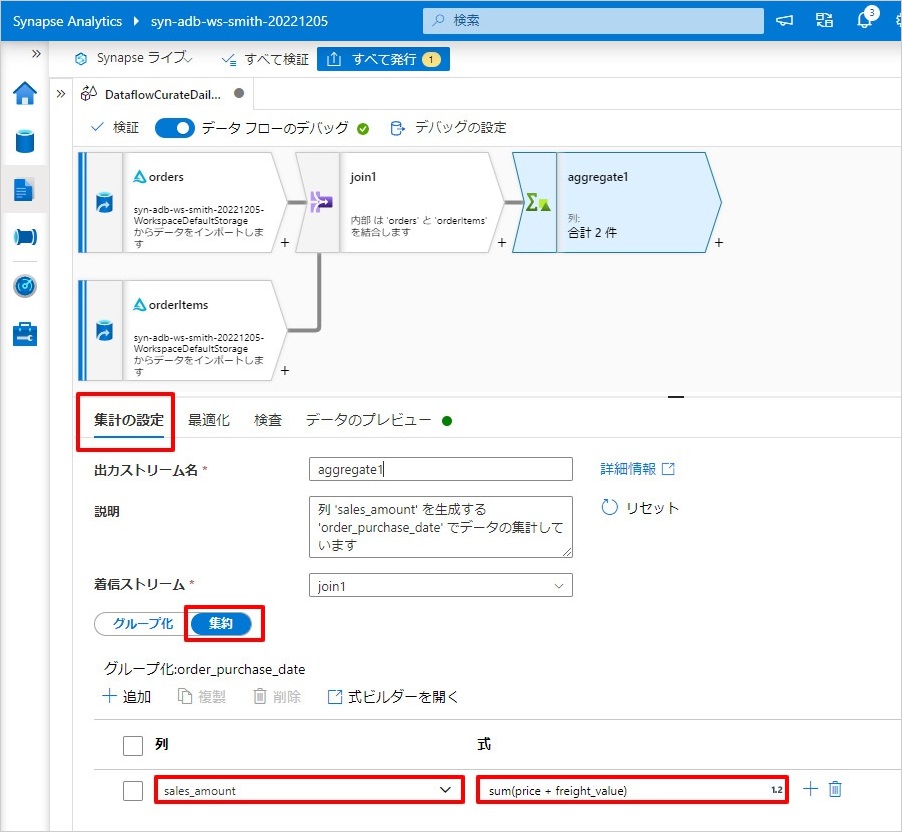 Synapse Analytics
syn-adb-ws-smith-20221205
検索
3
Synapse ライブ
すべて検証
すべて発行
1
DataflowCurateDail...
検証
データ フローのデバッグ
デバッグの設定
orders
syn-adb-ws-smith-20221205-
WorkspaceDefaultStorage
からデータをインポートしま
す
+
join1
内部 は 'orders' と 'orderItems'
を結合します
+
aggregate1
列:
合計 2 件
+
orderItems
syn-adb-ws-smith-20221205-
WorkspaceDefaultStorage
からデータをインポートしま
す
+
集計の設定
最適化
検査
データのプレビュー
出力ストリーム名 *
aggregate1
詳細情報
説明
列 'sales_amount' を生成する
'order_purchase_date' でデータの集計して
います
リセット
着信ストリーム *
join1
グループ化
集約
グループ化:order_purchase_date
追加
複製
削除
式ビルダーを開く
列
式
sales_amount
sum(price + freight_value)
1.2